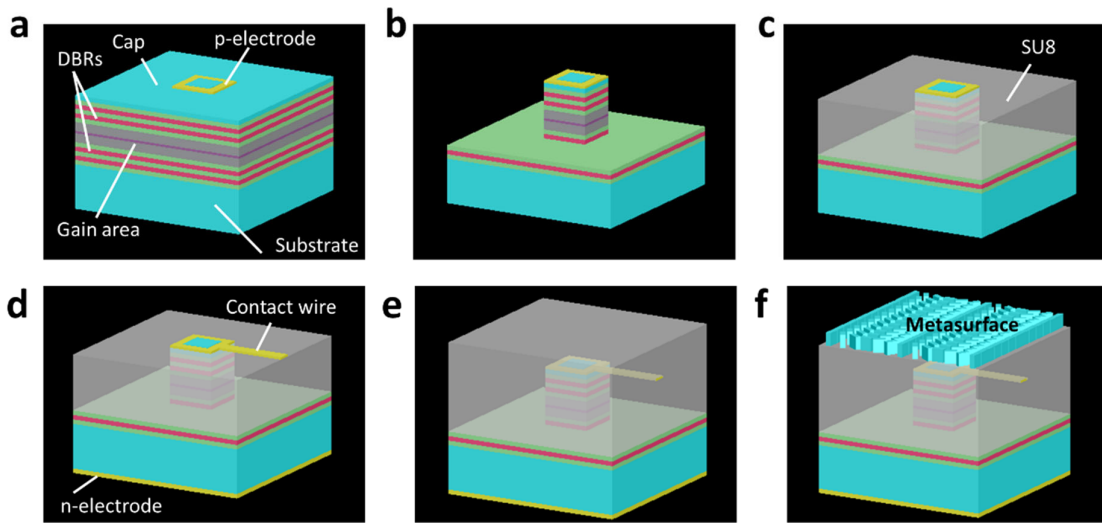 a
Cap
p-electrode
DBRs
Gain area
Substrate
b
c
SU8
d
Contact wire
n-electrode
e
f
Metasurface